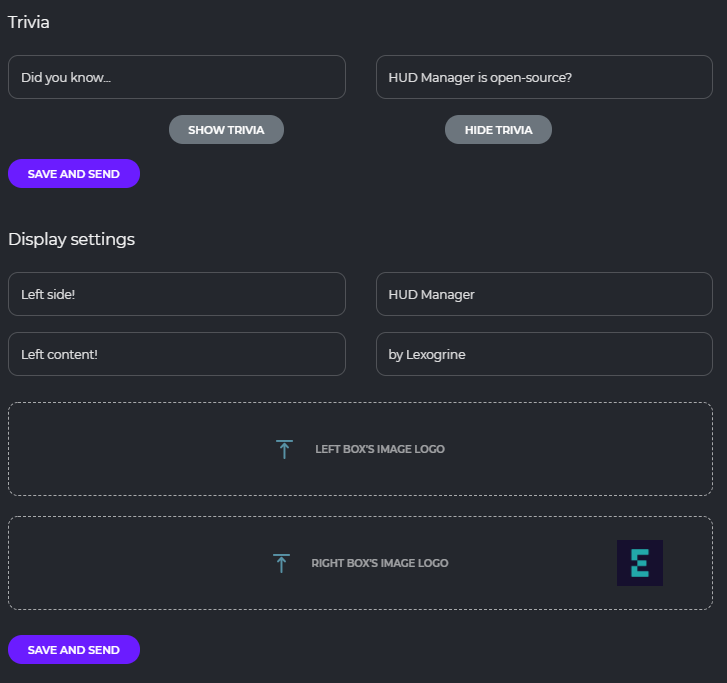 Trivia
Did you know...
HUD Manager is open-source?
SHOW TRIVIA
HIDE TRIVIA
SAVE AND SEND
Display settings
Left side!
HUD Manager
Left content!
by Lexogrine
LEFT BOX'S IMAGE LOGO
RIGHT BOX'S IMAGE LOGO
SAVE AND SEND